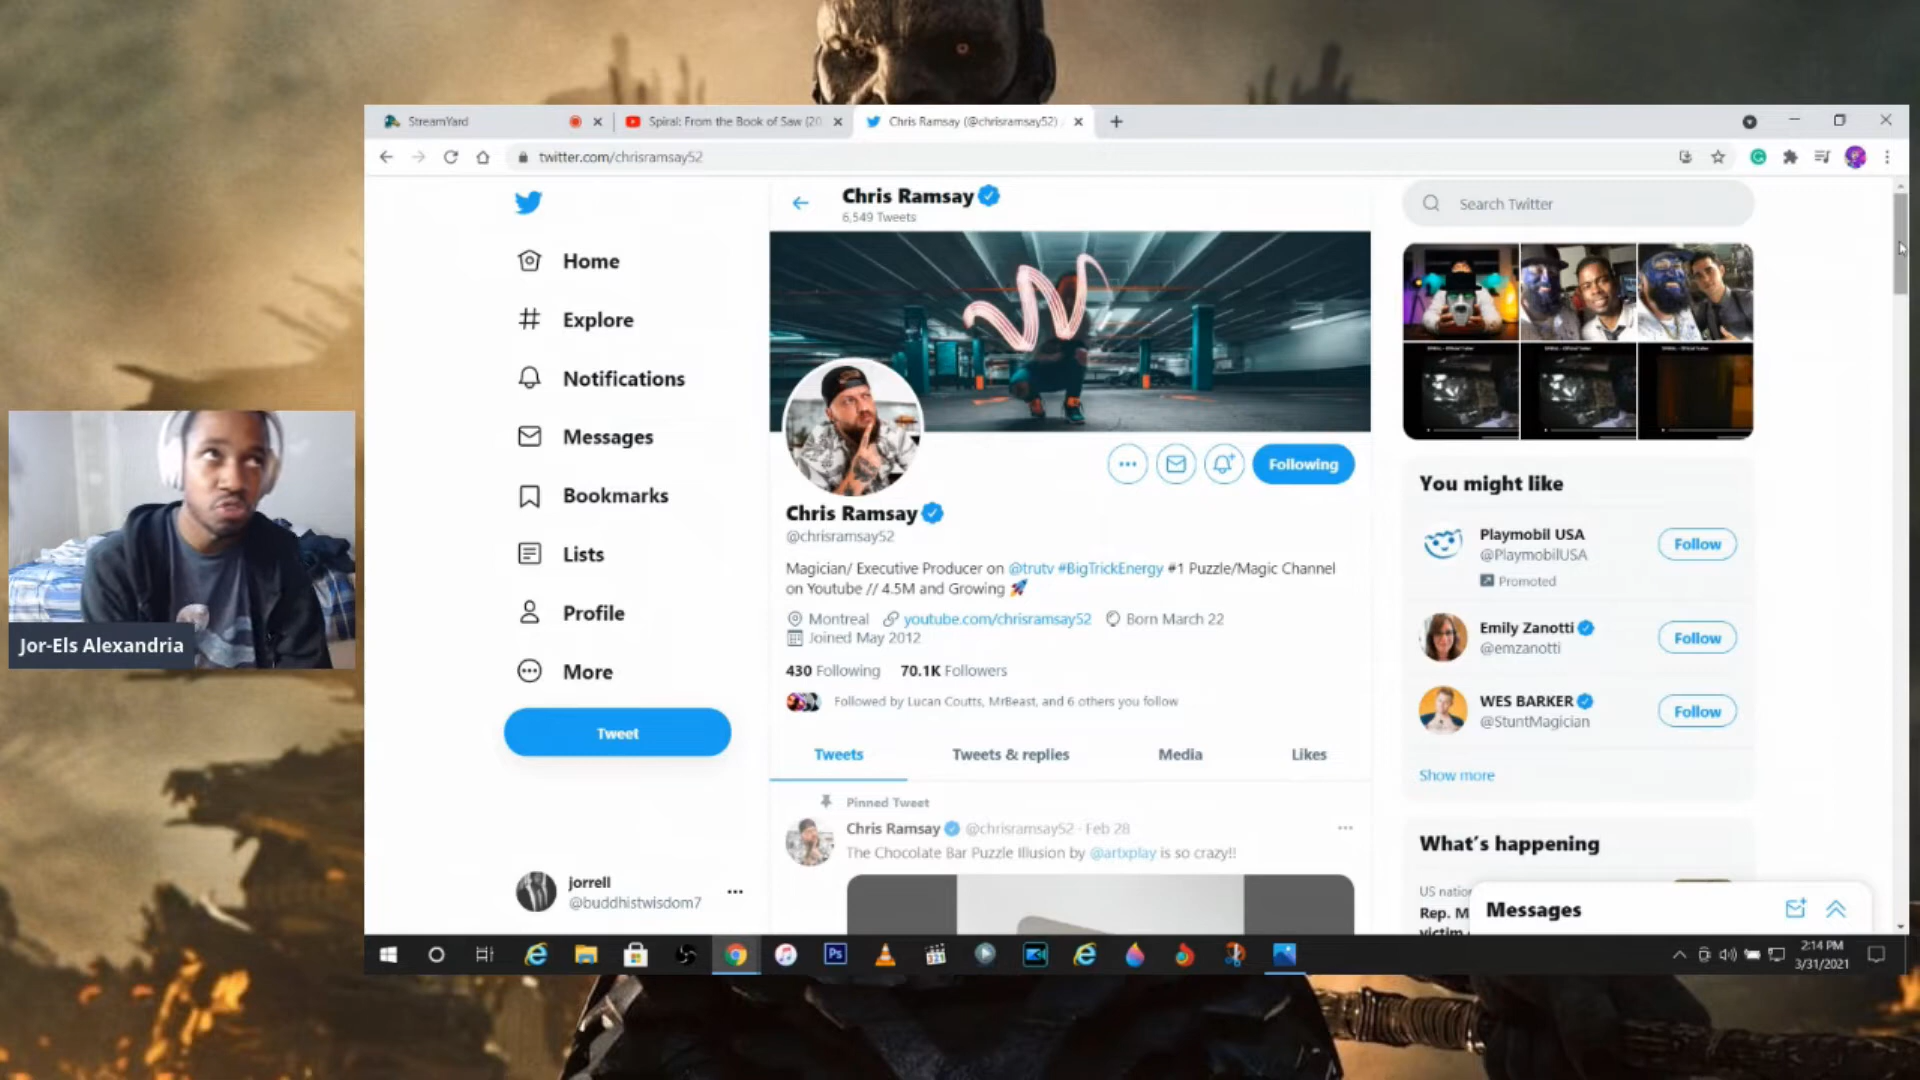 StreamYard
Spiral: From the Book of Saw (20
Chris Ramsay (@chrisramsay52)
twitter.com/chrisramsay52
Chris Ramsay
6,549 Tweets
Search Twitter
Home
Explore
Notifications
Messages
Bookmarks
Lists
Profile
More
Tweet
jorrell
@buddhistwisdom7
Following
Chris Ramsay
@chrisramsay52
Magician/ Executive Producer on @trutv #BigTrickEnergy #1 Puzzle/Magic Channel
on Youtube // 4.5M and Growing 🚀
Montreal youtube.com/chrisramsay52 Born March 22
Joined May 2012
430 Following 70.1K Followers
Followed by Lucan Coutts, MrBeast, and 6 others you follow
Tweets Tweets & replies Media Likes
Pinned Tweet
Chris Ramsay @chrisramsay52 · Feb 28
The Chocolate Bar Puzzle Illusion by @artxplay is so crazy!!
You might like
Playmobil USA
@PlaymobilUSA
Promoted
Follow
Emily Zanotti
@emzanotti
Follow
WES BARKER
@StuntMagician
Follow
Show more
What's happening
US natio
Rep. M
victim
Messages
Jor-Els Alexandria
Ps
321
2:14 PM
3/31/2021